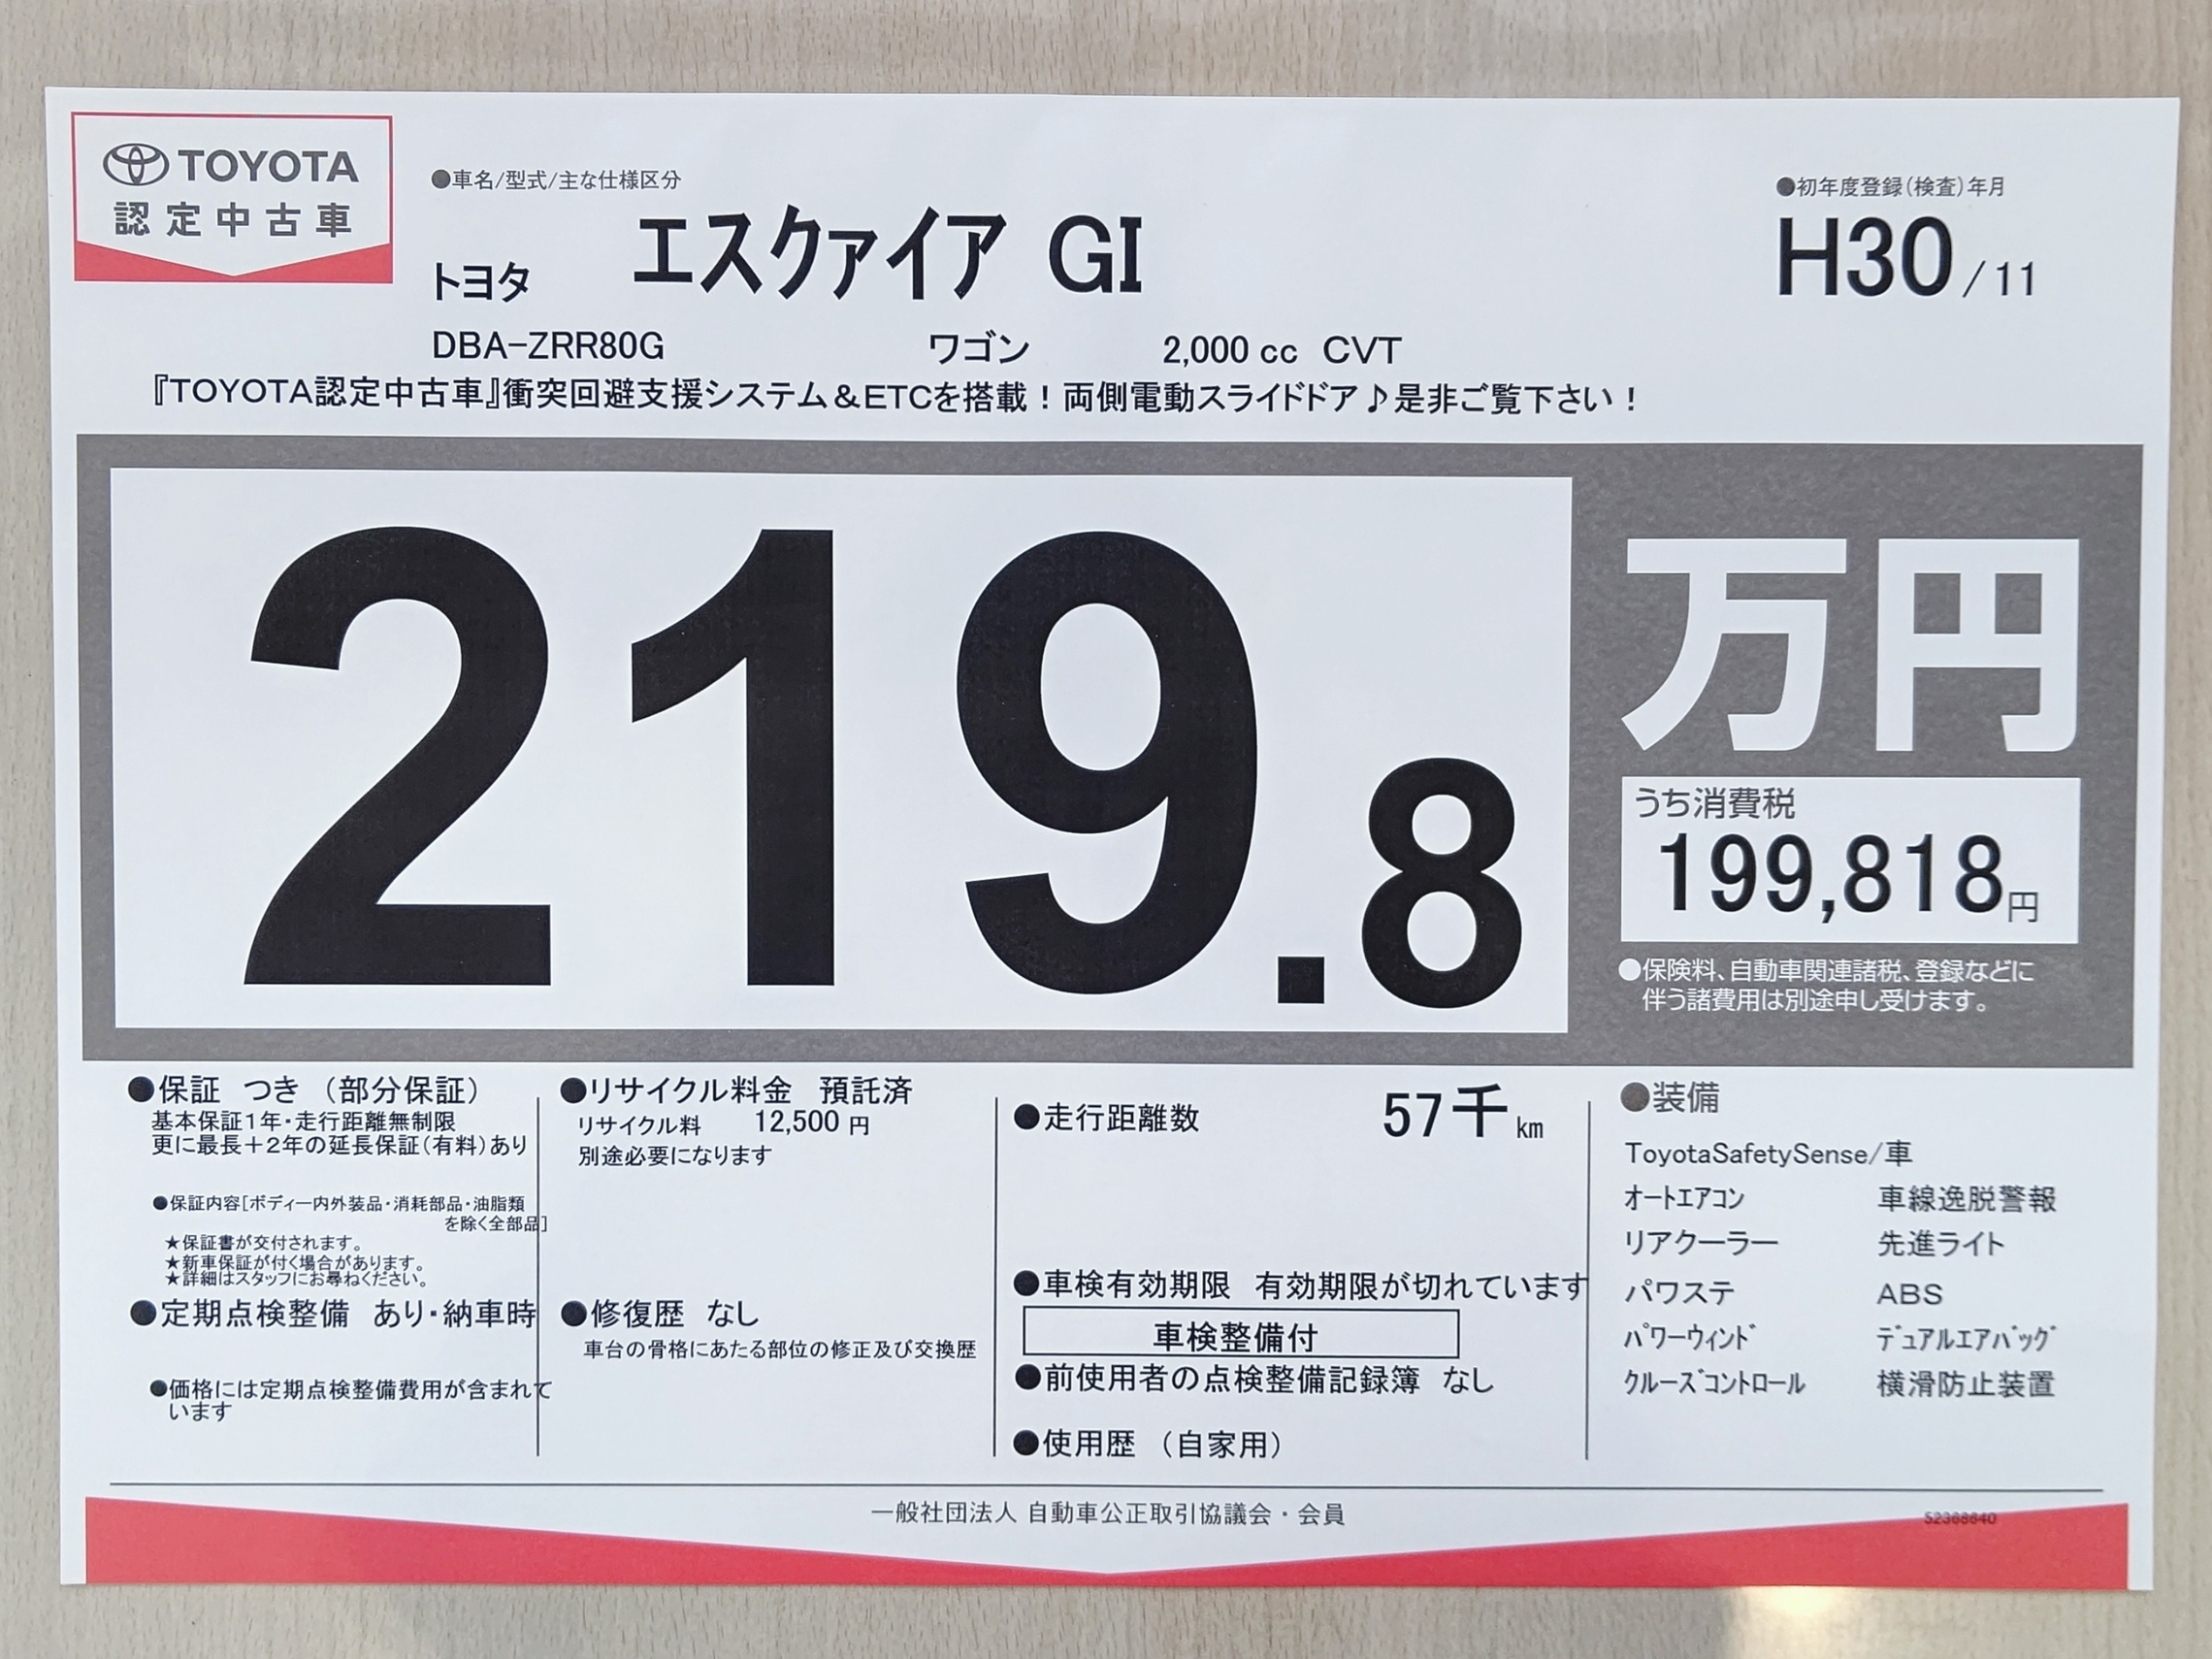 TOYOTA
認定中古車
●車名/型式/主な仕様区分
●初年度登録(検査)年月
トヨタ エスクァイア GI
H30/11
DBA-ZRR80G ワゴン 2,000 cc CVT
『TOYOTA認定中古車』衝突回避支援システム＆ETCを搭載！両側電動スライドドア♪是非ご覧下さい！
219.8
万円
うち消費税
199,818円
●保険料、自動車関連諸税、登録などに
伴う諸費用は別途申し受けます。
●保証 つき （部分保証）
基本保証1年・走行距離無制限
更に最長＋2年の延長保証(有料)あり
●保証内容[ボディー内外装品・消耗部品・油脂類
を除く全部品]
★保証書が交付されます。
★新車保証が付く場合があります。
★詳細はスタッフにお尋ねください。
●定期点検整備 あり・納車時
●価格には定期点検整備費用が含まれて
います
●リサイクル料金 預託済
リサイクル料 12,500 円
別途必要になります
●修復歴 なし
車台の骨格にあたる部位の修正及び交換歴
●走行距離数 57千km
●車検有効期限 有効期限が切れています
車検整備付
●前使用者の点検整備記録簿 なし
●使用歴 （自家用）
●装備
ToyotaSafetySense/車
ｵｰﾄｴｱｺﾝ 車線逸脱警報
リアクーラー 先進ライト
パワステ ABS
ﾊﾟﾜｰｳｨﾝﾄﾞ ﾃﾞｭｱﾙｴｱﾊﾞｯｸﾞ
ｸﾙｰｽﾞｺﾝﾄﾛｰﾙ 横滑防止装置
一般社団法人 自動車公正取引協議会・会員
52368640